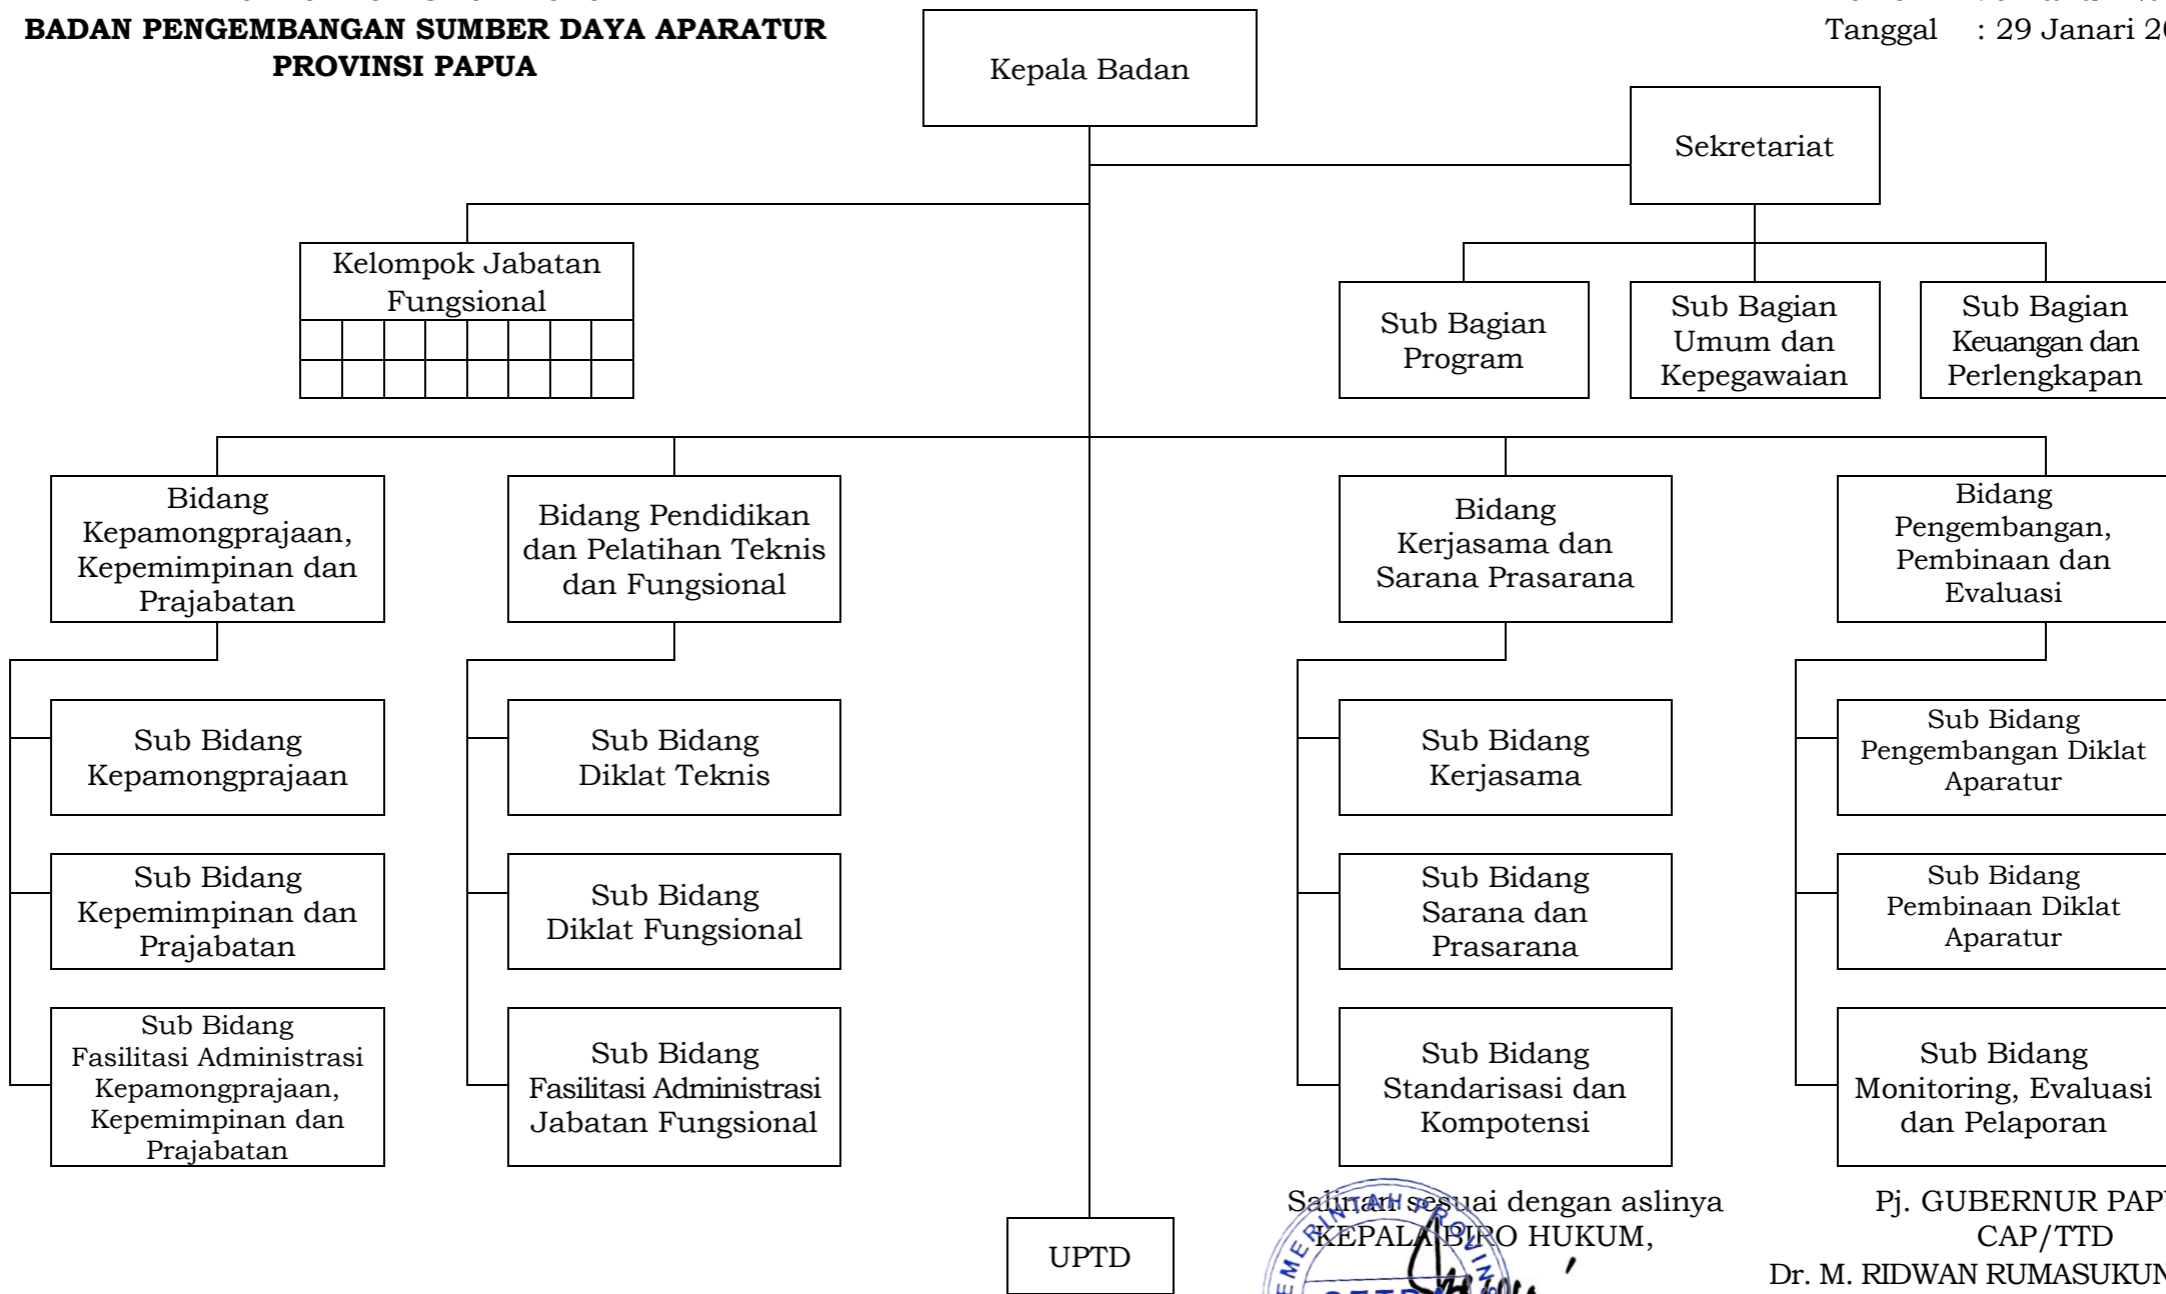 BADAN PENGEMBANGAN SUMBER DAYA APARATUR
PROVINSI PAPUA
Tanggal : 29 Janari
Kepala Badan
Sekretariat
Kelompok Jabatan
Fungsional
Sub Bagian
Program
Sub Bagian
Umum dan
Kepegawaian
Sub Bagian
Keuangan dan
Perlengkapan
Bidang
Kepamongprajaan,
Kepemimpinan dan
Prajabatan
Bidang Pendidikan
dan Pelatihan Teknis
dan Fungsional
Bidang
Kerjasama dan
Sarana Prasarana
Bidang
Pengembangan,
Pembinaan dan
Evaluasi
Sub Bidang
Kepamongprajaan
Sub Bidang
Diklat Teknis
Sub Bidang
Kerjasama
Sub Bidang
Pengembangan Diklat
Aparatur
Sub Bidang
Kepemimpinan dan
Prajabatan
Sub Bidang
Diklat Fungsional
Sub Bidang
Sarana dan
Prasarana
Sub Bidang
Pembinaan Diklat
Aparatur
Sub Bidang
Fasilitasi Administrasi
Kepamongprajaan,
Kepemimpinan dan
Prajabatan
Sub Bidang
Fasilitasi Administrasi
Jabatan Fungsional
Sub Bidang
Standarisasi dan
Kompotensi
Sub Bidang
Monitoring, Evaluasi
dan Pelaporan
UPTD
Salinan sesuai dengan aslinya
KEPALA BIRO HUKUM,
Pj. GUBERNUR
CAP/TTD
Dr. M. RIDWAN RUMASUKUN